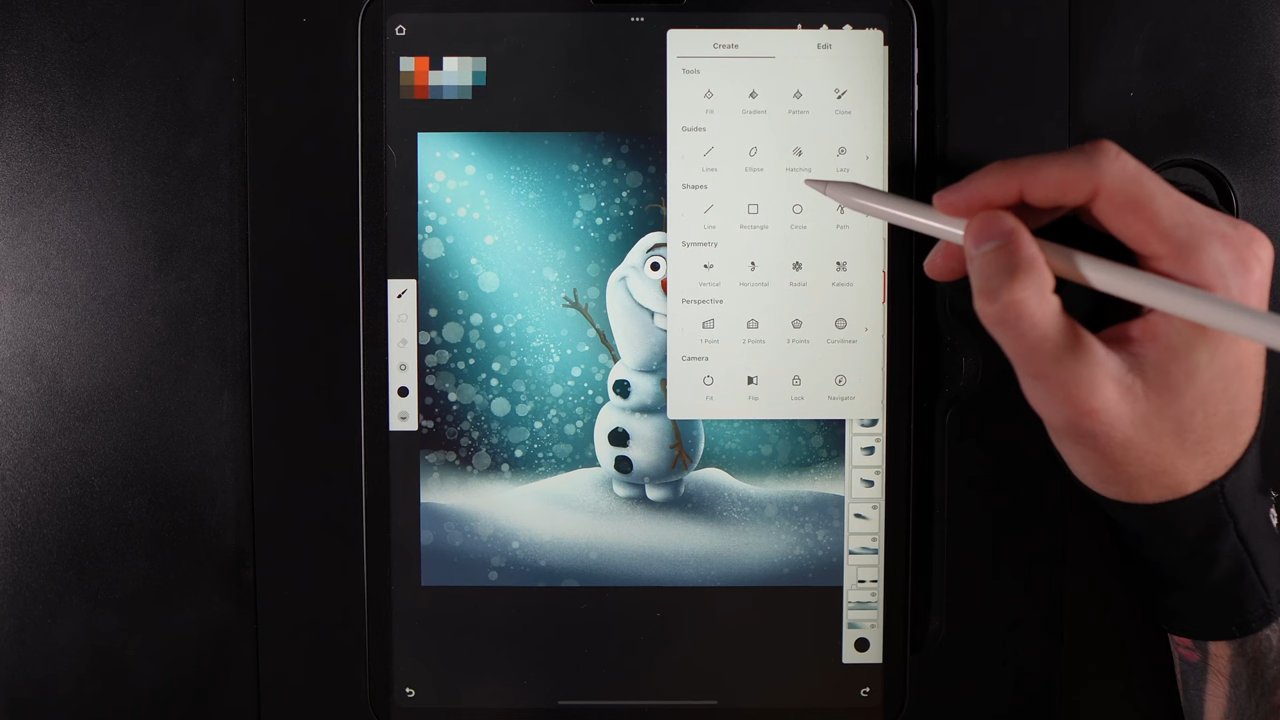 Create Edit
Tools
Fill Gradient Pattern Clone
Guides
Lines Ellipse Hatching Lazy
Shapes
Line Rectangle Circle Path
Symmetry
Vertical Horizontal Radial Kaleido
Perspective
1 Point 2 Points 3 Points Curvilinear
Camera
Fit Flip Lock Navigator